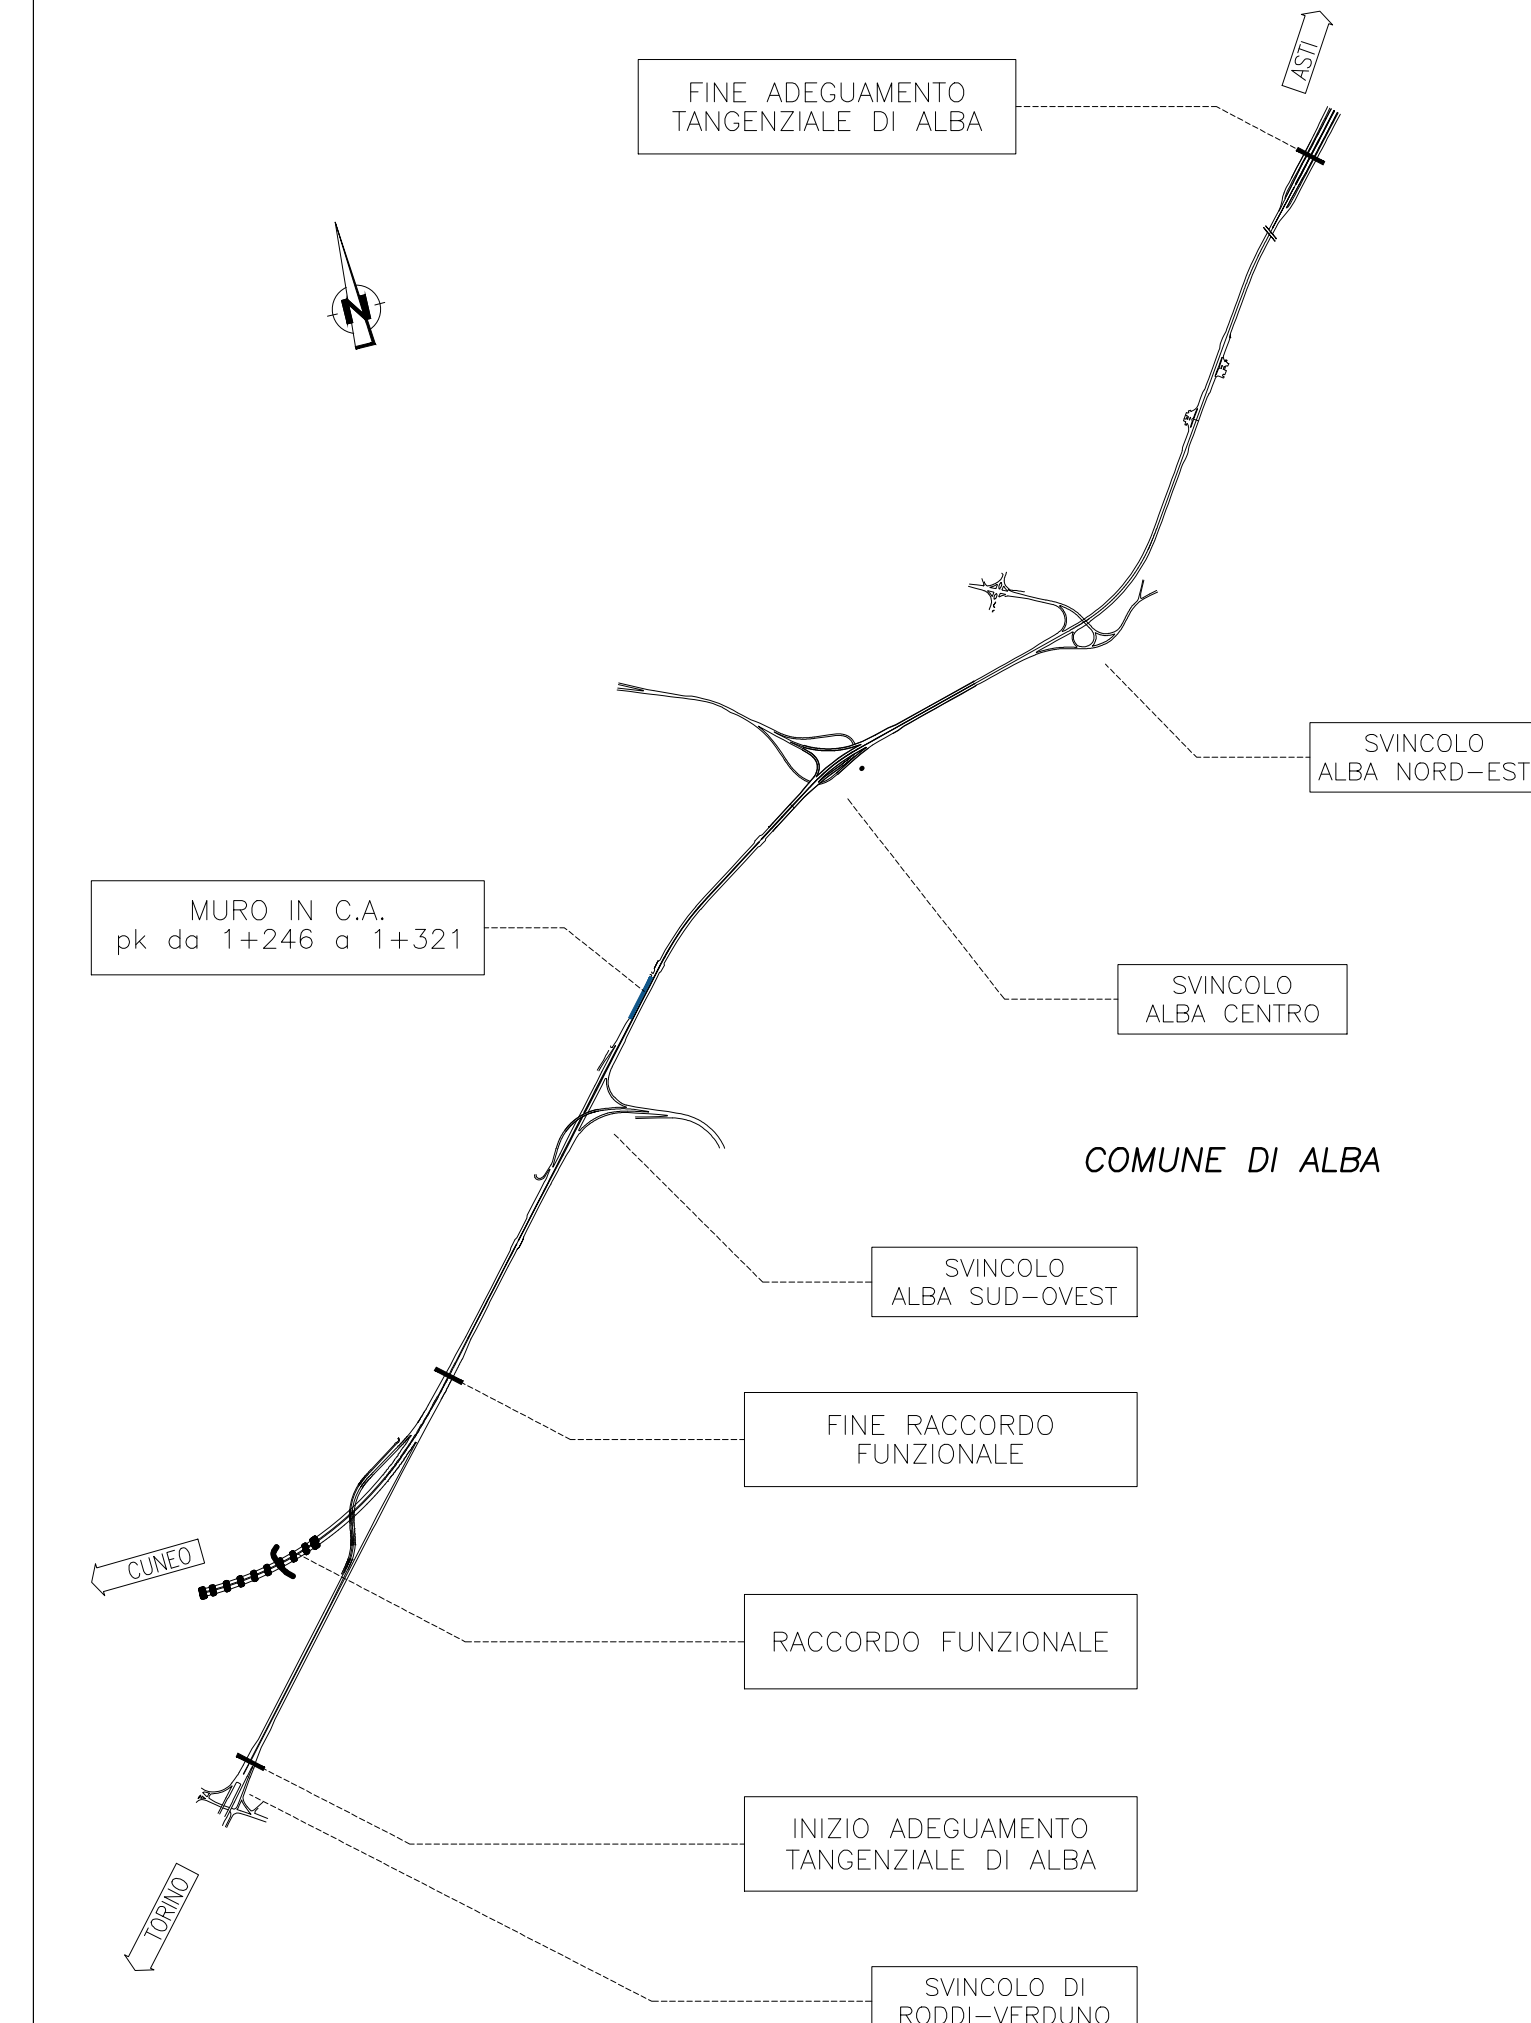 ASTI
FINE ADEGUAMENTO
TANGENZIALE DI ALBA
N
SVINCOLO
ALBA NORD-EST
MURO IN C.A.
pk da 1+246 a 1+321
SVINCOLO
ALBA CENTRO
COMUNE DI ALBA
SVINCOLO
ALBA SUD-OVEST
FINE RACCORDO
FUNZIONALE
CUNEO
RACCORDO FUNZIONALE
INIZIO ADEGUAMENTO
TANGENZIALE DI ALBA
TORINO
SVINCOLO DI
RODDI-VERDUNO